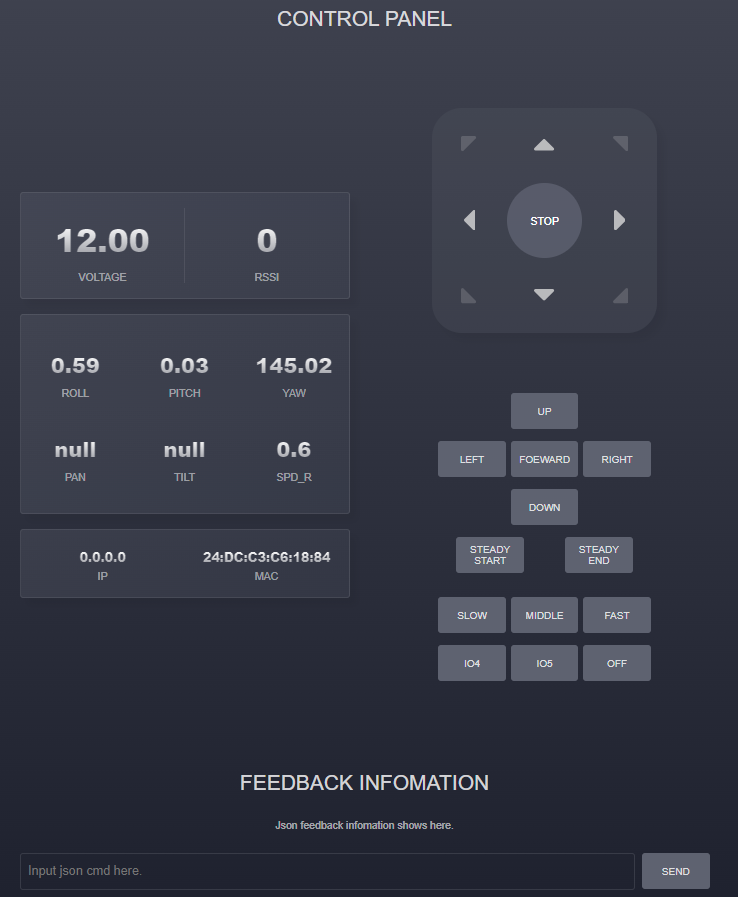 CONTROL PANEL
12.00
VOLTAGE
0
RSSI
0.59
ROLL
0.03
PITCH
145.02
YAW
null
PAN
null
TILT
0.6
SPD_R
0.0.0.0
IP
24:DC:C3:C6:18:84
MAC
STOP
UP
LEFT
FOEWARD
RIGHT
DOWN
STEADY
START
STEADY
END
SLOW
MIDDLE
FAST
IO4
IO5
OFF
FEEDBACK INFOMATION
Json feedback infomation shows here.
Input json cmd here.
SEND